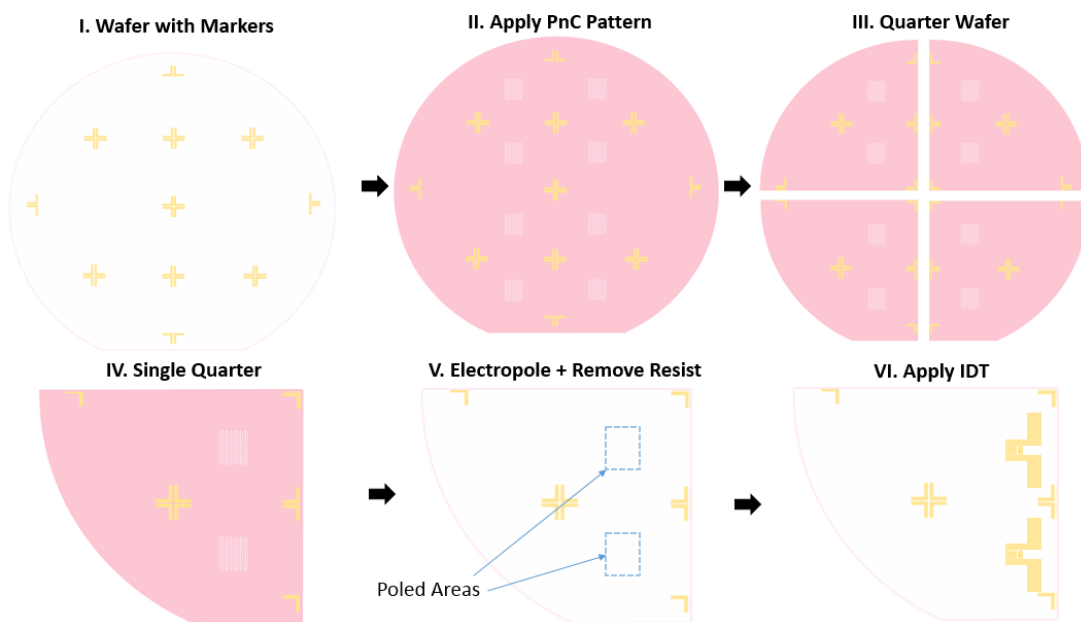 I. Wafer with Markers
II. Apply PnC Pattern
III. Quarter Wafer
IV. Single Quarter
V. Electropole + Remove Resist
VI. Apply IDT
Poled Areas